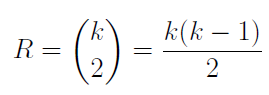 R = \binom{k}{2} = \frac{k(k-1)}{2}